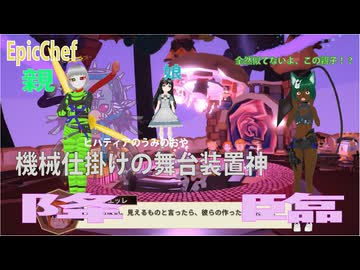 EpicChef
全然似てないよ、この親子！？
親
娘
ヒパティアのうみのおや
機械仕掛けの舞台装置神
降臨
見えるものと言ったら、彼らの作った